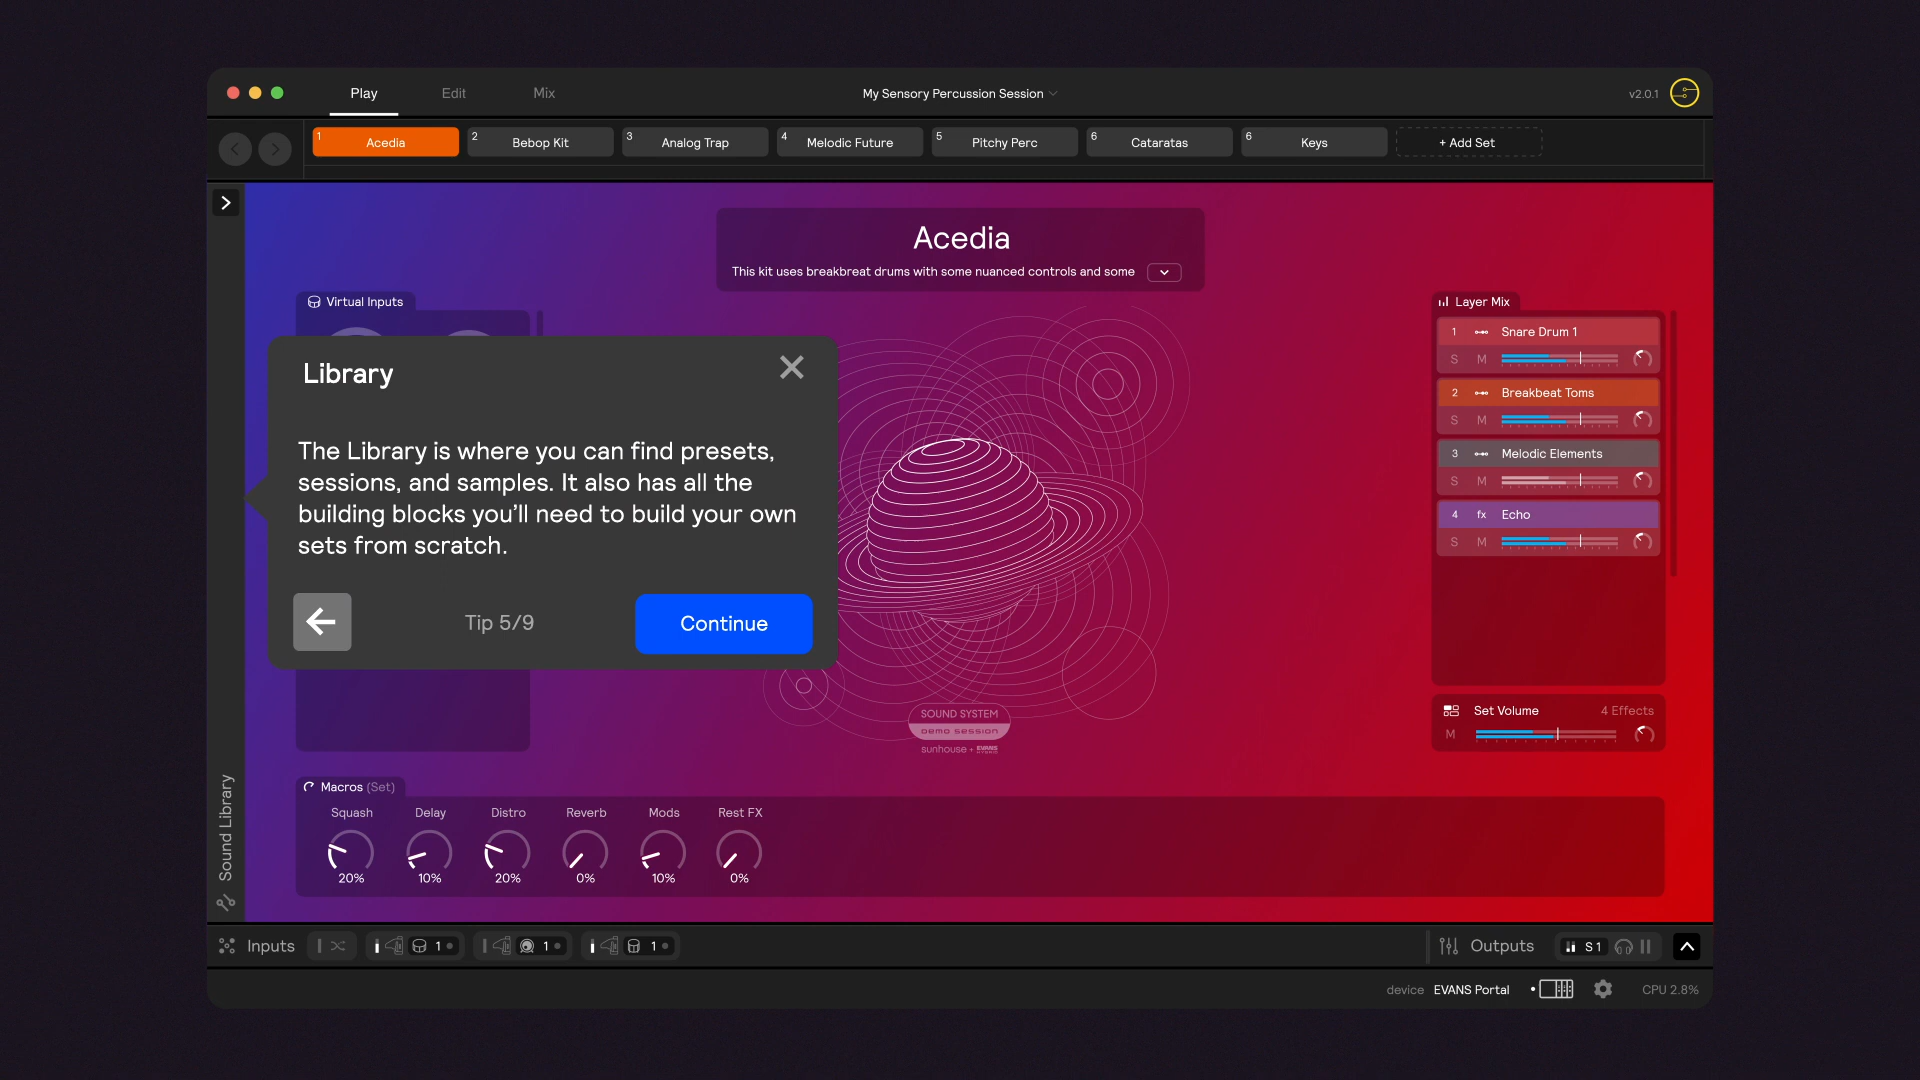 Play
Edit
Mix
My Sensory Percussion Session
v2.0.1
1 Acedia
2 Bebop Kit
3 Analog Trap
4 Melodic Future
5 Pitchy Perc
6 Cataratas
6 Keys
+ Add Set
Acedia
This kit uses breakbreat drums with some nuanced controls and some
Virtual Inputs
Library
The Library is where you can find presets,
sessions, and samples. It also has all the
building blocks you’ll need to build your own
sets from scratch.
Tip 5/9
Continue
Layer Mix
1 Snare Drum 1
S M
2 Breakbeat Toms
S M
3 Melodic Elements
S M
4 fx Echo
S M
Set Volume
4 Effects
M
SOUND SYSTEM
DEMO SESSION
sunhouse + EVANS HYBRID
Sound Library
Macros (Set)
Squash
Delay
Distro
Reverb
Mods
Rest FX
20%
10%
20%
0%
10%
0%
Inputs
1
1
1
Outputs
S 1
device EVANS Portal
CPU 2.8%